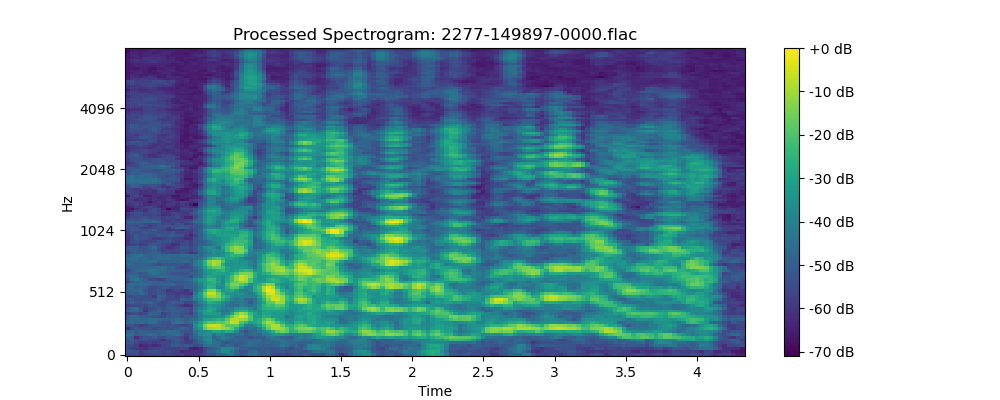 Processed Spectrogram: 2277-149897-0000.flac
Hz
4096
2048
1024
512
0
0 0.5 1 1.5 2 2.5 3 3.5 4
Time
+0 dB
-10 dB
-20 dB
-30 dB
-40 dB
-50 dB
-60 dB
-70 dB